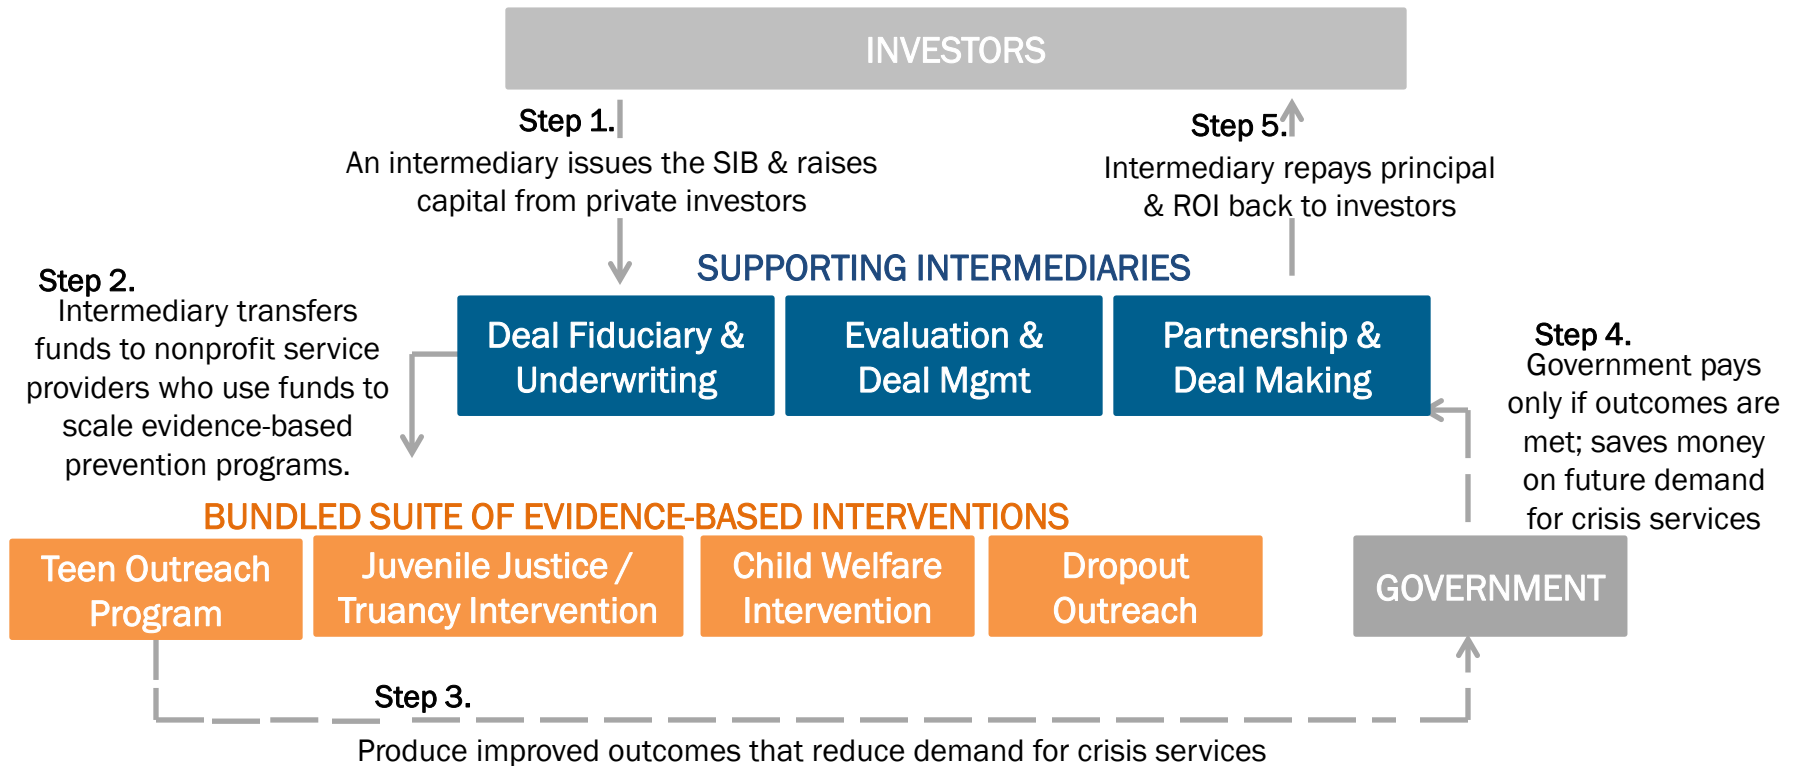 INVESTORS
Step 1.
An intermediary issues the SIB & raises
capital from private investors
Step 5.
Intermediary repays principal
& ROI back to investors
SUPPORTING INTERMEDIARIES
Step 2.
Intermediary transfers
funds to nonprofit service
providers who use funds to
scale evidence-based
prevention programs.
Deal Fiduciary &
Underwriting
Evaluation &
Deal Mgmt
Partnership &
Deal Making
Step 4.
Government pays
only if outcomes are
met; saves money
on future demand
for crisis services
BUNDLED SUITE OF EVIDENCE-BASED INTERVENTIONS
Teen Outreach
Program
Juvenile Justice /
Truancy Intervention
Child Welfare
Intervention
Dropout
Outreach
GOVERNMENT
Step 3.
Produce improved outcomes that reduce demand for crisis services